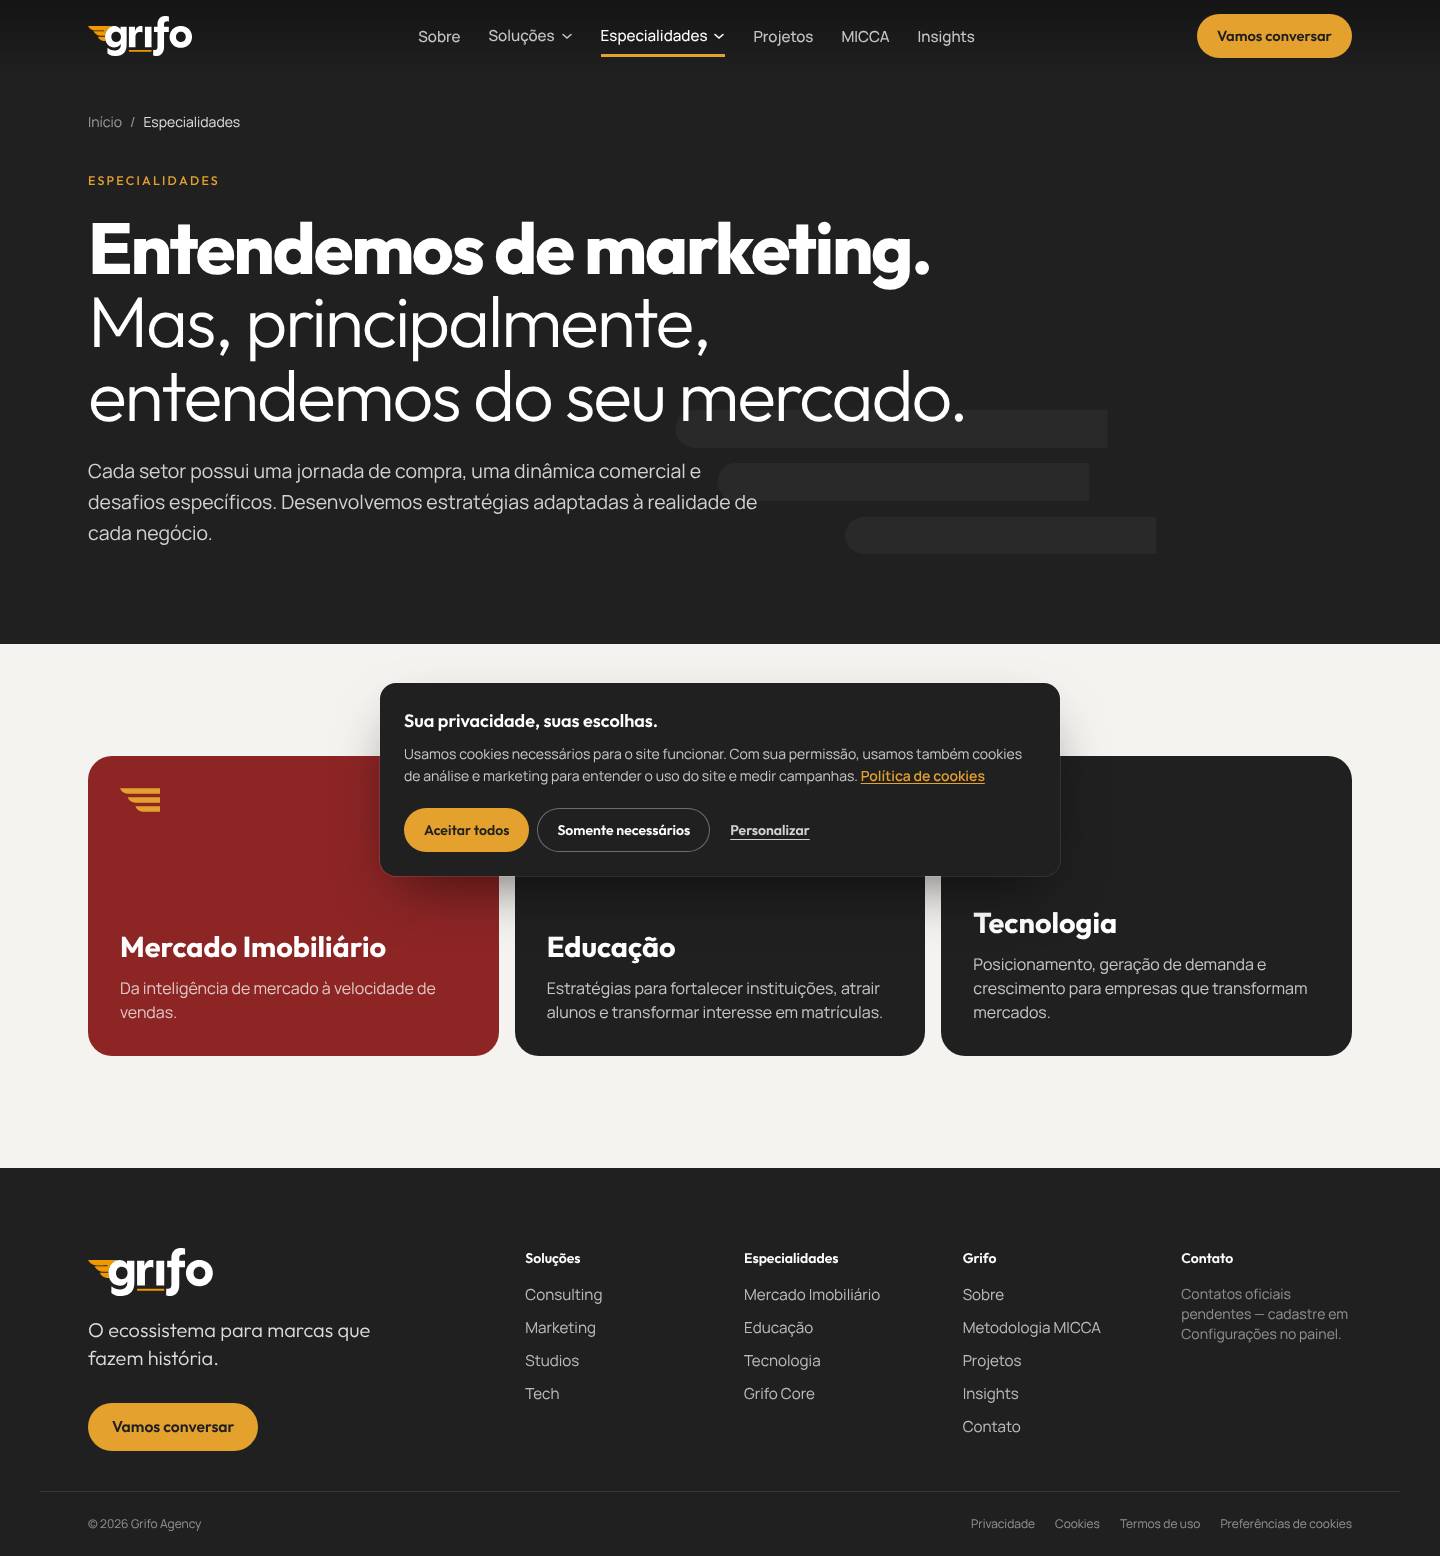 grifo
Sobre
Soluções
Especialidades
Projetos
MICCA
Insights
Vamos conversar
Início / Especialidades
ESPECIALIDADES
Entendemos de marketing.
Mas, principalmente,
entendemos do seu mercado.
Cada setor possui uma jornada de compra, uma dinâmica comercial e
desafios específicos. Desenvolvemos estratégias adaptadas à realidade de
cada negócio.
Sua privacidade, suas escolhas.
Usamos cookies necessários para o site funcionar. Com sua permissão, usamos também cookies
de análise e marketing para entender o uso do site e medir campanhas. Política de cookies
Aceitar todos
Somente necessários
Personalizar
Mercado Imobiliário
Da inteligência de mercado à velocidade de
vendas.
Educação
Estratégias para fortalecer instituições, atrair
alunos e transformar interesse em matrículas.
Tecnologia
Posicionamento, geração de demanda e
crescimento para empresas que transformam
mercados.
grifo
O ecossistema para marcas que
fazem história.
Vamos conversar
Soluções
Consulting
Marketing
Studios
Tech
Especialidades
Mercado Imobiliário
Educação
Tecnologia
Grifo Core
Grifo
Sobre
Metodologia MICCA
Projetos
Insights
Contato
Contato
Contatos oficiais
pendentes — cadastre em
Configurações no painel.
© 2026 Grifo Agency
Privacidade
Cookies
Termos de uso
Preferências de cookies